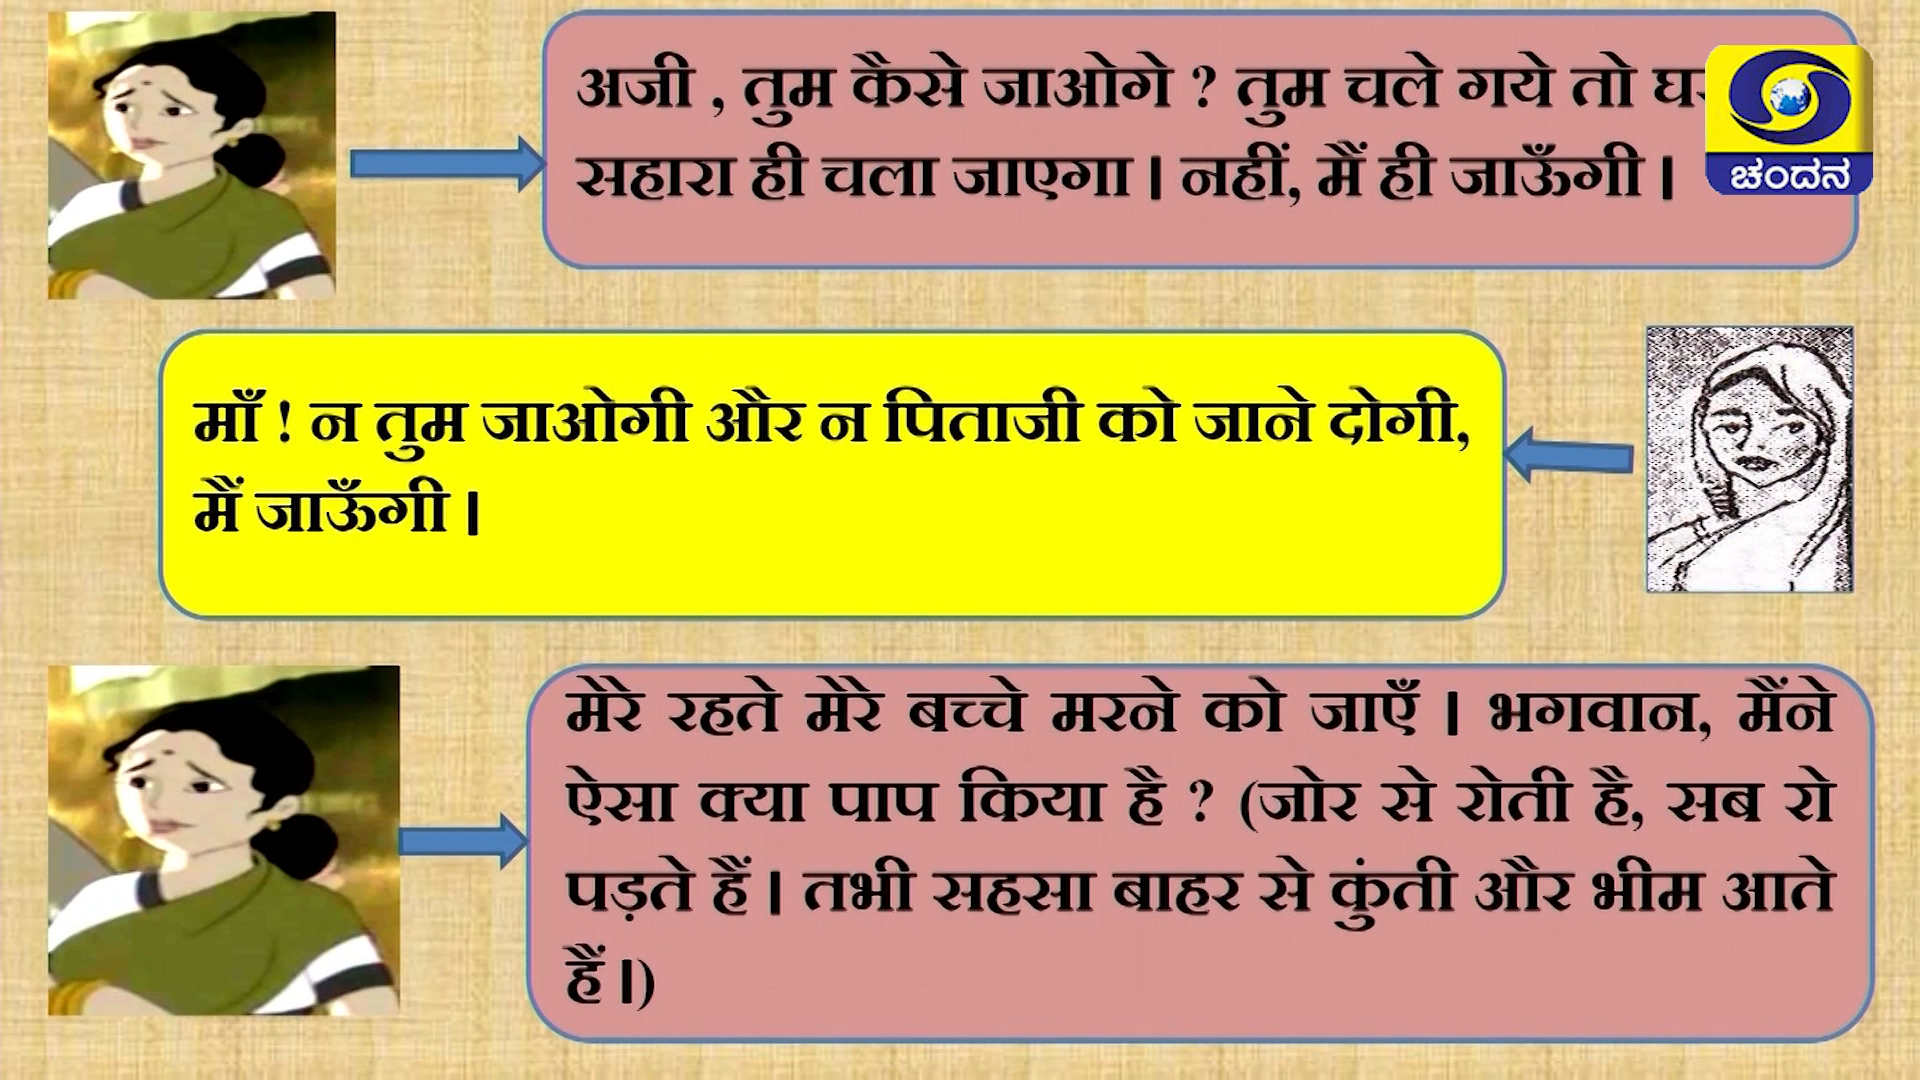 अजी , तुम कैसे जाओगे ? तुम चले गये तो
सहारा ही चला जाएगा । नहीं, मैं ही जाऊँगी ।
ಚಂದನ
माँ ! न तुम जाओगी और न पिताजी को जाने दोगी,
मैं जाऊँगी ।
मेरे रहते मेरे बच्चे मरने को जाएँ । भगवान, मैंने
ऐसा क्या पाप किया है ? (जोर से रोती है, सब रो
पड़ते हैं । तभी सहसा बाहर से कुंती और भीम आते
हैं ।)